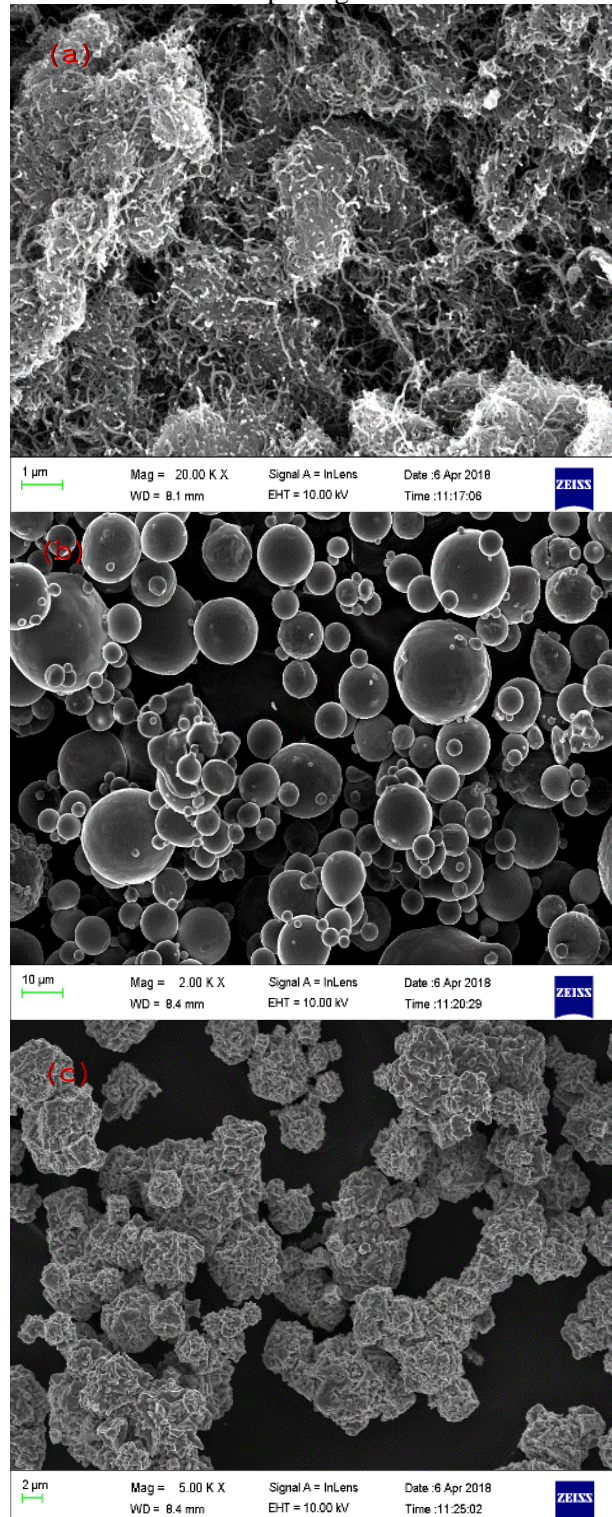 (a)
1 µm
Mag = 20.00 K X
Signal A = InLens
Date :6 Apr 2018
WD = 8.1 mm
EHT = 10.00 kV
Time :11:17:06
ZEISS
(b)
10 µm
Mag = 2.00 K X
Signal A = InLens
Date :6 Apr 2018
WD = 8.4 mm
EHT = 10.00 kV
Time :11:20:29
ZEISS
(c)
2 µm
Mag = 5.00 K X
Signal A = InLens
Date :6 Apr 2018
WD = 8.4 mm
EHT = 10.00 kV
Time :11:25:02
ZEISS